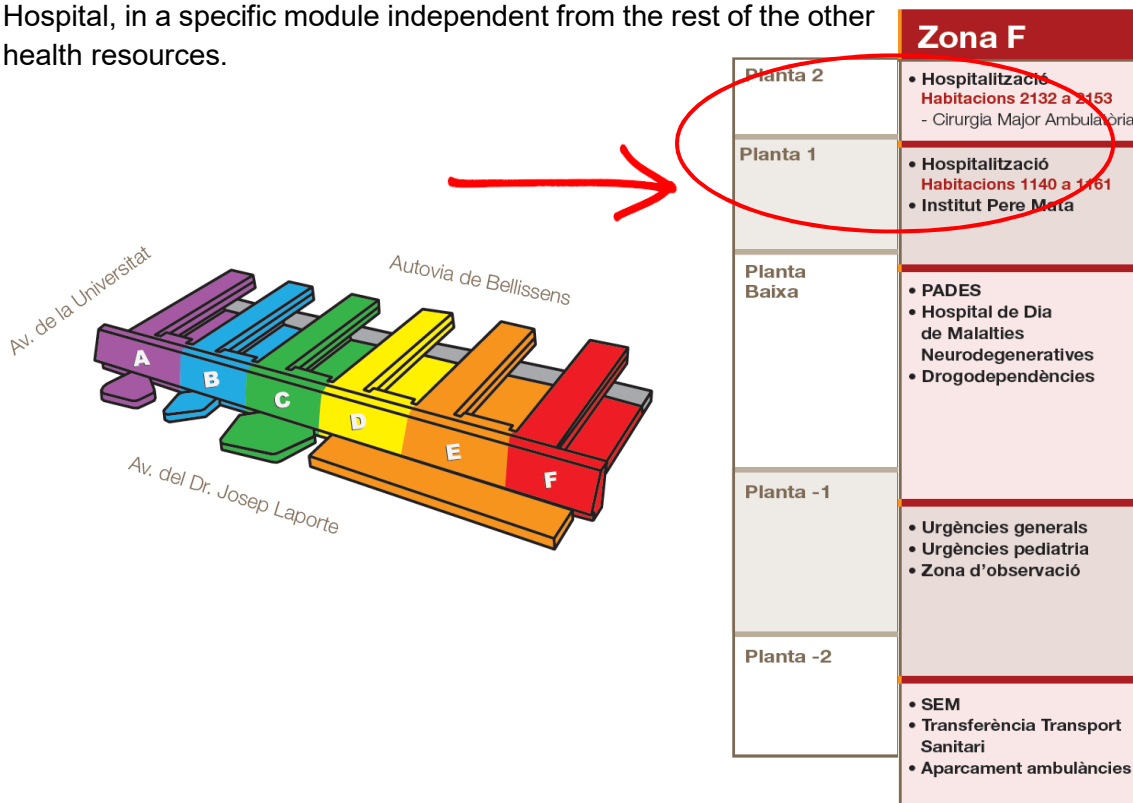 Hospital, in a specific module independent from the rest of the other
health resources.
Zona F
Planta 2
• Hospitalització
Habitacions 2132 a 2153
- Cirurgia Major Ambulatòria
Planta 1
• Hospitalització
Habitacions 1140 a 1161
• Institut Pere Mata
Planta
Baixa
• PADES
• Hospital de Dia
de Malalties
Neurodegeneratives
• Drogodependències
Planta -1
• Urgències generals
• Urgències pediatria
• Zona d'observació
Planta -2
• SEM
• Transferència Transport
Sanitari
• Aparcament ambulàncies
Av. de la Universitat
Autovia de Bellissens
A
B
C
D
E
F
Av. del Dr. Josep Laporte